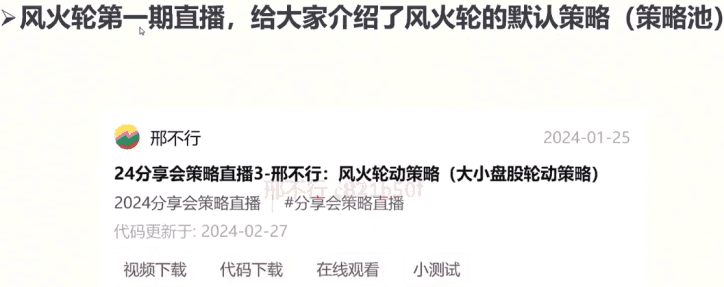 ➢风火轮第一期直播，给大家介绍了风火轮的默认策略（策略池）
邢不行 2024-01-25
24分享会策略直播3-邢不行：风火轮动策略（大小盘股轮动策略）
邢不行 c821b50f
2024分享会策略直播 #分享会策略直播
代码更新于: 2024-02-27
视频下载 代码下载 在线观看 小测试